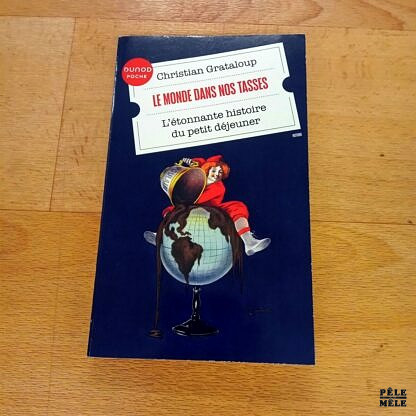 DUNOD
POCHE
Christian Grataloup
LE MONDE DANS NOS TASSES
L'étonnante histoire
du petit déjeuner
PÊLE
MÊLE